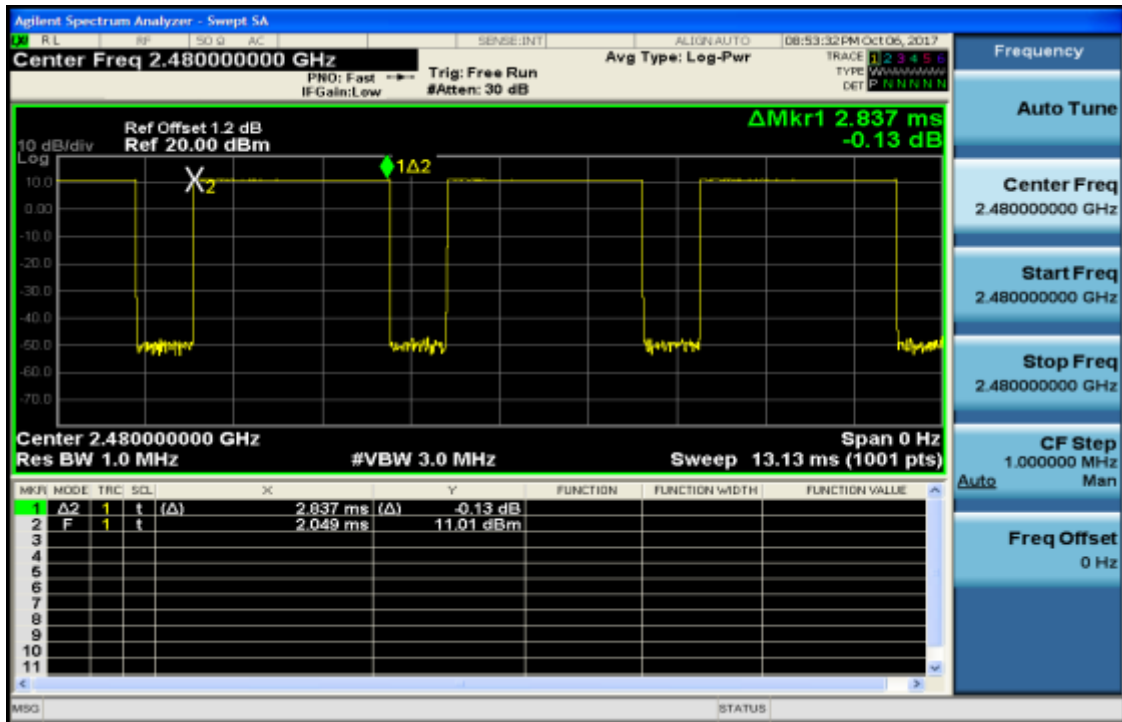 Agilent Spectrum Analyzer - Swept SA
RL RF 50 Ω AC SENSE:INT ALIGN AUTO 08:53:32 PM Oct 06, 2017
Center Freq 2.480000000 GHz
PNO: Fast
IFGain:Low
Trig: Free Run
#Atten: 30 dB
Avg Type: Log-Pwr
TRACE 1 2 3 4 5 6
TYPE WWWWWW
DET P N N N N N
ΔMkr1 2.837 ms
-0.13 dB
Ref Offset 1.2 dB
10 dB/div Ref 20.00 dBm
Log
10.0
0.00
-10.0
-20.0
-30.0
-40.0
-50.0
-60.0
-70.0
X2
1Δ2
Center 2.480000000 GHz Span 0 Hz
Res BW 1.0 MHz #VBW 3.0 MHz Sweep 13.13 ms (1001 pts)
MKR MODE TRC SCL X Y FUNCTION FUNCTION WIDTH FUNCTION VALUE
1 Δ2 1 t (Δ) 2.837 ms (Δ) -0.13 dB
2 F 1 t 2.049 ms 11.01 dBm
3
4
5
6
7
8
9
10
11
MSG STATUS
Frequency
Auto Tune
Center Freq
2.480000000 GHz
Start Freq
2.480000000 GHz
Stop Freq
2.480000000 GHz
CF Step
1.000000 MHz
Auto Man
Freq Offset
0 Hz